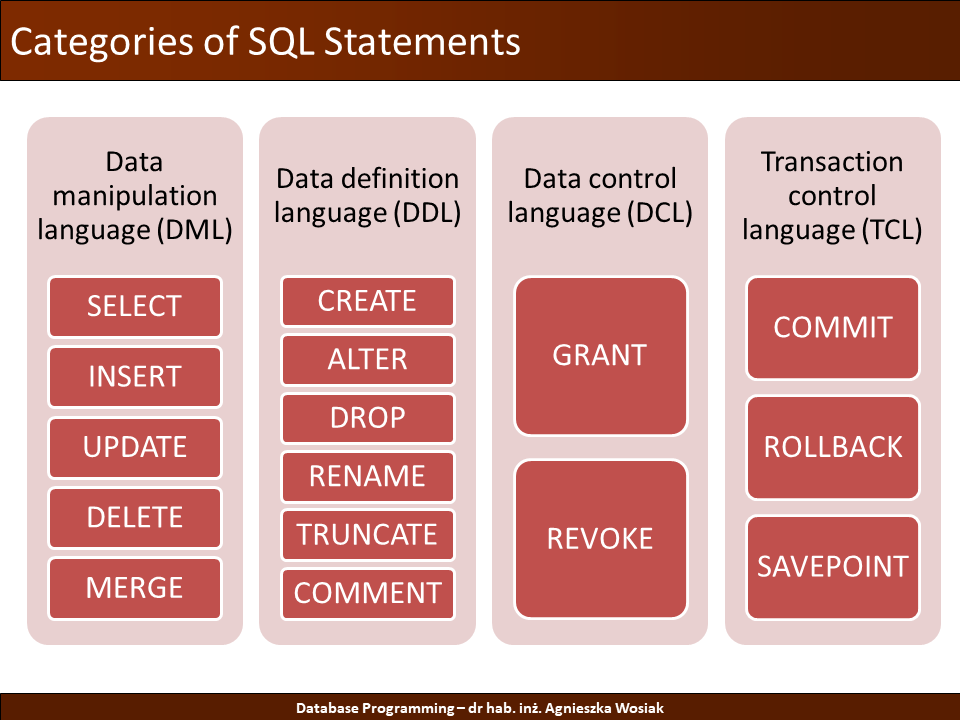 Categories of SQL Statements
Data
manipulation
language (DML)
SELECT
INSERT
UPDATE
DELETE
MERGE
Data definition
language (DDL)
CREATE
ALTER
DROP
RENAME
TRUNCATE
COMMENT
Data control
language (DCL)
GRANT
REVOKE
Transaction
control
language (TCL)
COMMIT
ROLLBACK
SAVEPOINT
Database Programming – dr hab. inż. Agnieszka Wosiak